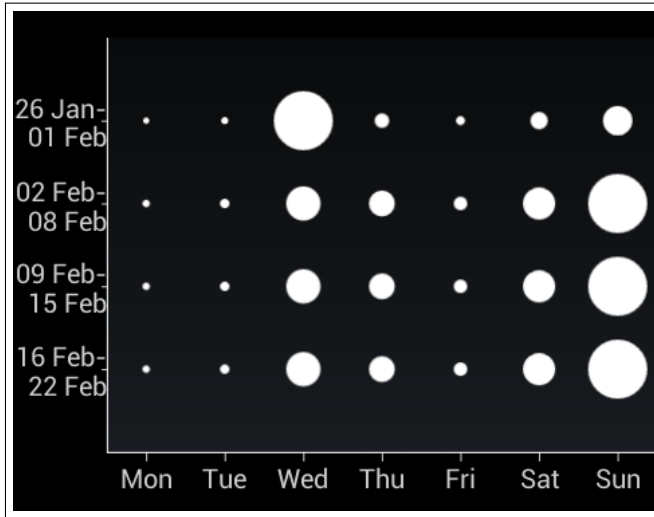 26 Jan-
01 Feb
02 Feb-
08 Feb
09 Feb-
15 Feb
16 Feb-
22 Feb
Mon Tue Wed Thu Fri Sat Sun